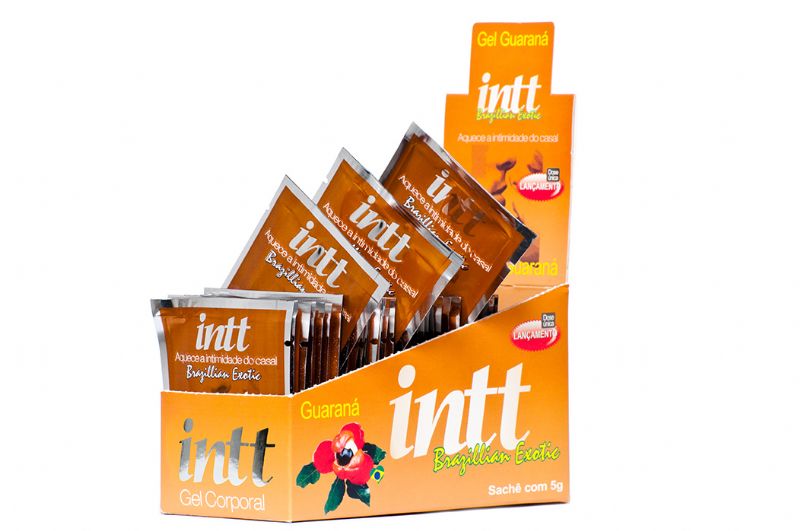 Gel Guaraná
intt
Brazillian Exotic
Aquece a intimidade do casal
Dose
única
LANÇAMENTO
Guaraná
intt
Aquece a intimidade do casal
Brazillian Exotic
intt
Aquece a intimidade do casal
Brazillian Exotic
intt
Aquece a intimidade do casal
Brazillian Exotic
intt
Aquece a intimidade do casal
Brazillian Exotic
Dose
única
LANÇAMENTO
Guaraná
intt
Brazillian Exotic
Sachê com 5g
intt
Gel Corporal